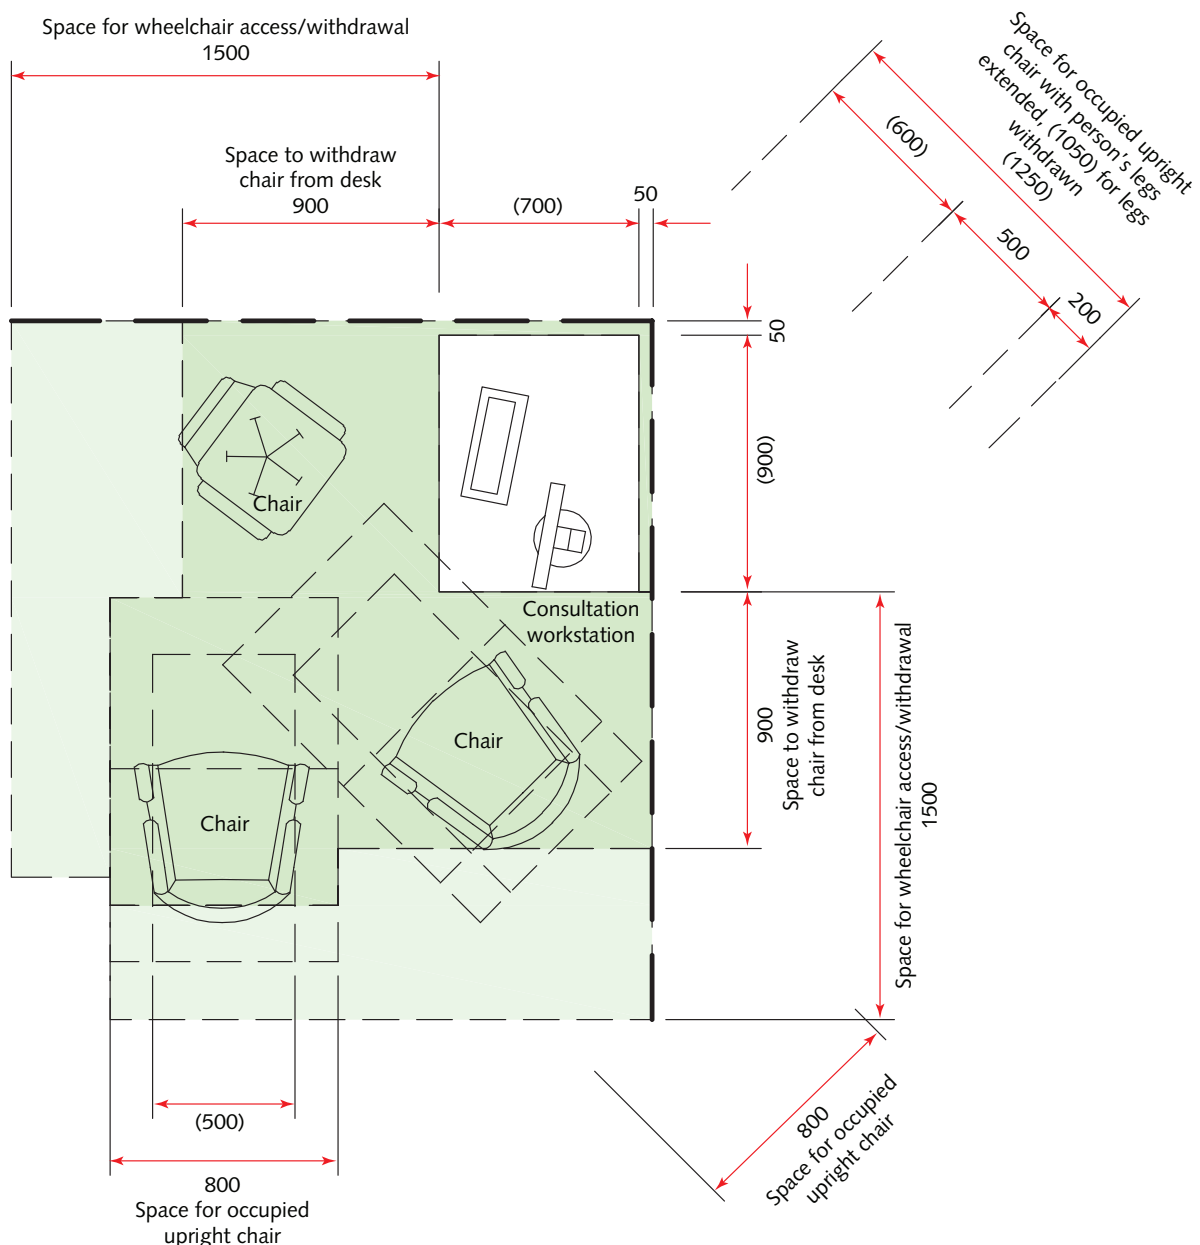 Space for wheelchair access/withdrawal
1500
Space to withdraw
chair from desk
900
(700)
50
Space for occupied upright
chair with person's legs
extended, (1050) for legs
withdrawn
(1250)
(600)
500
200
50
(900)
Chair
Consultation
workstation
Chair
Chair
900
Space to withdraw
chair from desk
Space for wheelchair access/withdrawal
1500
(500)
800
Space for occupied
upright chair
800
Space for occupied
upright chair